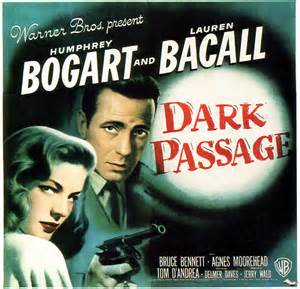 Warner Bros. present
HUMPHREY
LAUREN
BOGART AND BACALL
DARK
PASSAGE
BRUCE BENNETT · AGNES MOOREHEAD
TOM D'ANDREA · DELMER DAVES · JERRY WALD
WB